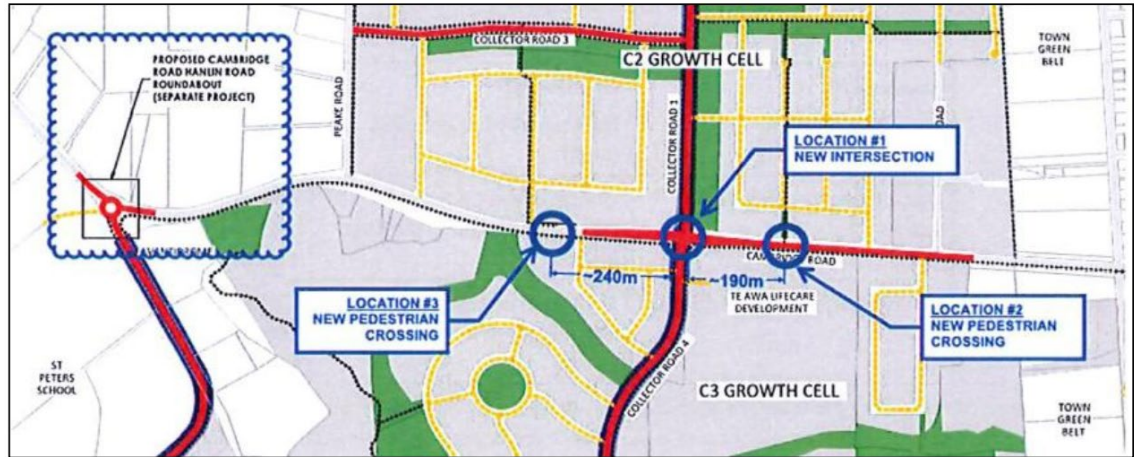 PROPOSED CAMBRIDGE
ROAD HANLIN ROAD
ROUNDABOUT
(SEPARATE PROJECT)
PEAKE ROAD
COLLECTOR ROAD 3
C2 GROWTH CELL
COLLECTOR ROAD 1
TOWN
GREEN
BELT
LOCATION #1
NEW INTERSECTION
ROAD
CAMBRIDGE ROAD
~240m
~190m
TE AWA LIFECARE
DEVELOPMENT
LOCATION #3
NEW PEDESTRIAN
CROSSING
LOCATION #2
NEW PEDESTRIAN
CROSSING
ST
PETERS
SCHOOL
COLLECTOR ROAD 4
C3 GROWTH CELL
TOWN
GREEN
BELT